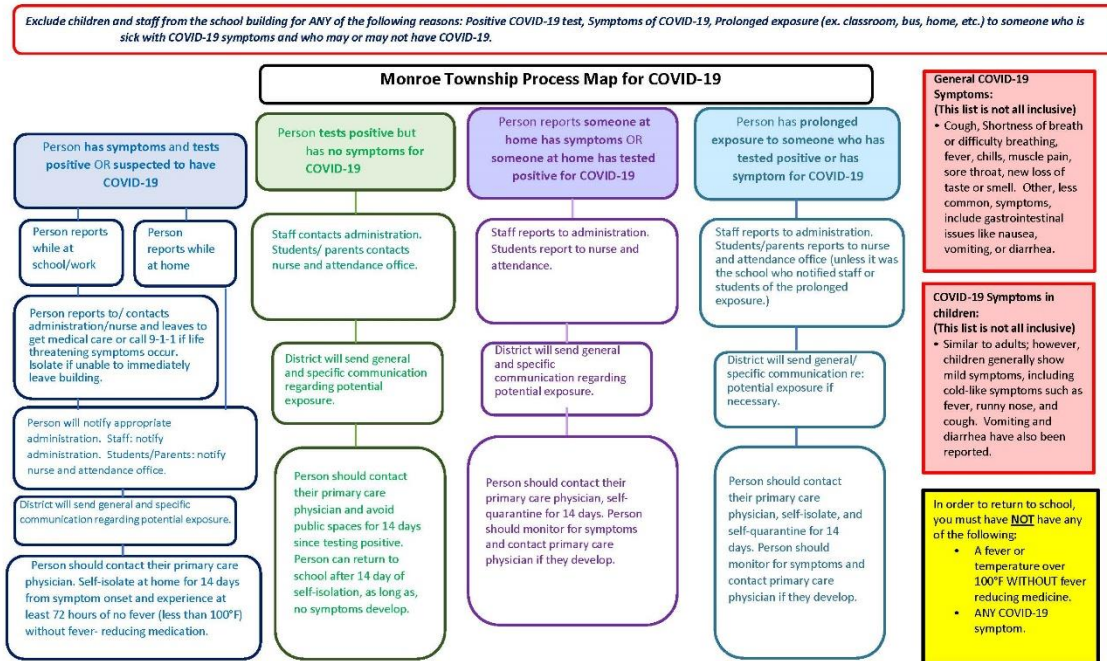 Exclude children and staff from the school building for ANY of the following reasons: Positive COVID-19 test, Symptoms of COVID-19, Prolonged exposure (ex. classroom, bus, home, etc.) to someone who is
sick with COVID-19 symptoms and who may or may not have COVID-19.
Monroe Township Process Map for COVID-19
Person has symptoms and tests
positive OR suspected to have
COVID-19
Person reports
while at
school/work
Person
reports while
at home
Person reports to/ contacts
administration/nurse and leaves to
get medical care or call 9-1-1 if life
threatening symptoms occur.
Isolate if unable to immediately
leave building.
Person will notify appropriate
administration. Staff: notify
administration. Students/Parents: notify
nurse and attendance office.
District will send general and specific
communication regarding potential exposure.
Person should contact their primary care
physician. Self-isolate at home for 14 days
from symptom onset and experience at
least 72 hours of no fever (less than 100°F)
without fever- reducing medication.
Person tests positive but
has no symptoms for
COVID-19
Staff contacts administration.
Students/ parents contacts
nurse and attendance office.
District will send general
and specific communication
regarding potential
exposure.
Person should contact
their primary care
physician and avoid
public spaces for 14 days
since testing positive.
Person can return to
school after 14 day of
self-isolation, as long as,
no symptoms develop.
Person reports someone at
home has symptoms OR
someone at home has tested
positive for COVID-19
Staff reports to administration.
Students report to nurse and
attendance.
District will send general
and specific
communication regarding
potential exposure.
Person should contact their
primary care physician, self-
quarantine for 14 days. Person
should monitor for symptoms
and contact primary care
physician if they develop.
Person has prolonged
exposure to someone who has
tested positive or has
symptom for COVID-19
Staff reports to administration.
Students/parents reports to nurse
and attendance office (unless it was
the school who notified staff or
students of the prolonged
exposure.)
District will send general/
specific communication re:
potential exposure if
necessary.
Person should contact
their primary care
physician, self-isolate, and
self-quarantine for 14
days. Person should
monitor for symptoms and
contact primary care
physician if they develop.
General COVID-19
Symptoms:
(This list is not all inclusive)
• Cough, Shortness of breath
or difficulty breathing,
fever, chills, muscle pain,
sore throat, new loss of
taste or smell. Other, less
common, symptoms,
include gastrointestinal
issues like nausea,
vomiting, or diarrhea.
COVID-19 Symptoms in
children:
(This list is not all inclusive)
• Similar to adults; however,
children generally show
mild symptoms, including
cold-like symptoms such as
fever, runny nose, and
cough. Vomiting and
diarrhea have also been
reported.
In order to return to school,
you must have NOT have any
of the following:
• A fever or
temperature over
100°F WITHOUT fever
reducing medicine.
• ANY COVID-19
symptom.